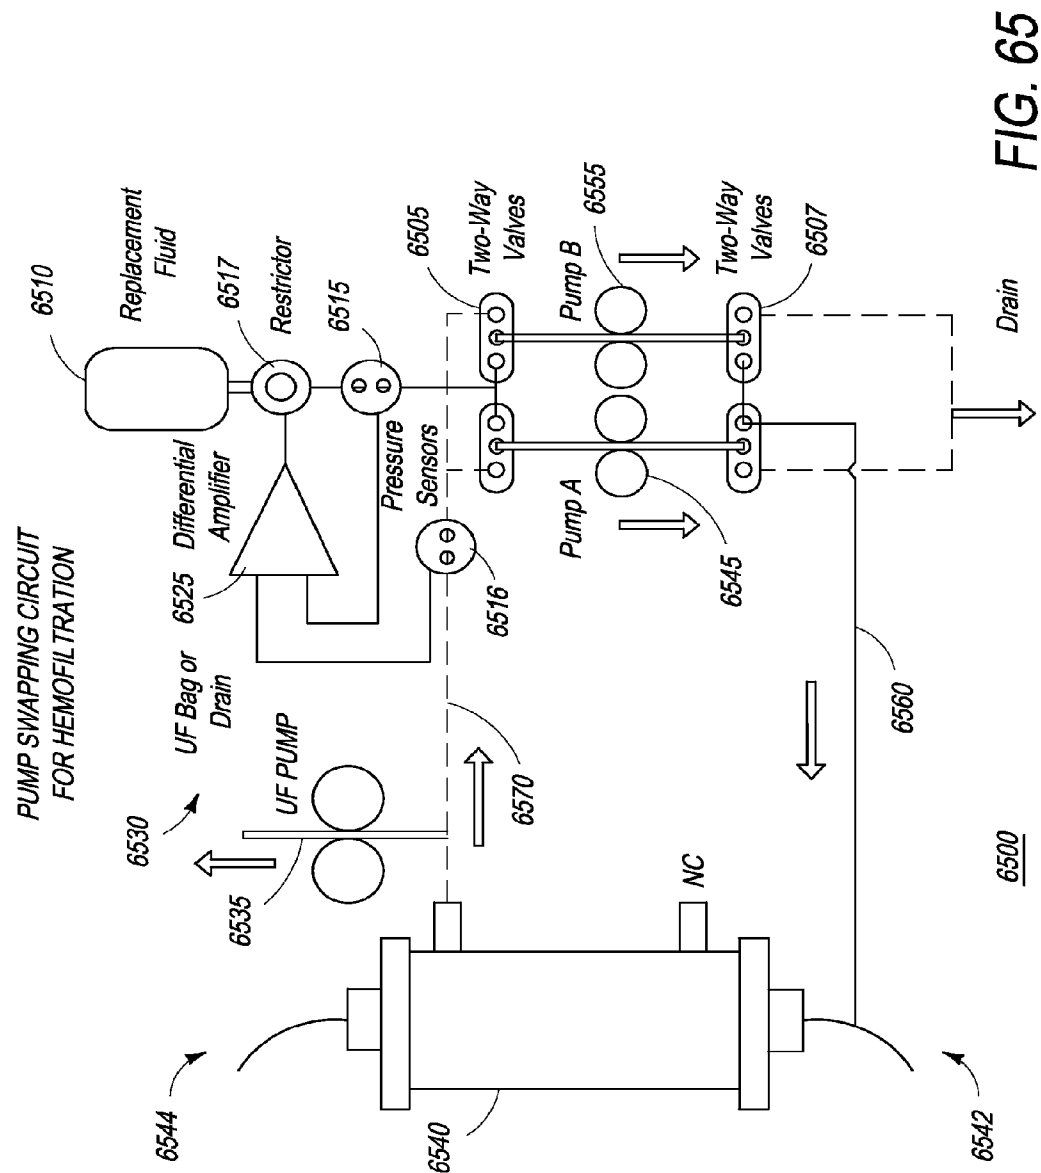 PUMP SWAPPING CIRCUIT
FOR HEMOFILTRATION
6510
Replacement
Fluid
6517
Restrictor
6515
6525 Differential
Amplifier
Pressure
Sensors
6516
6505
Two-Way
Valves
Pump B
6555
Pump A
6545
Two-Way
Valves
6507
Drain
UF Bag or
Drain
6530
UF PUMP
6535
6570
6560
NC
6544
6540
6542
6500
FIG. 65